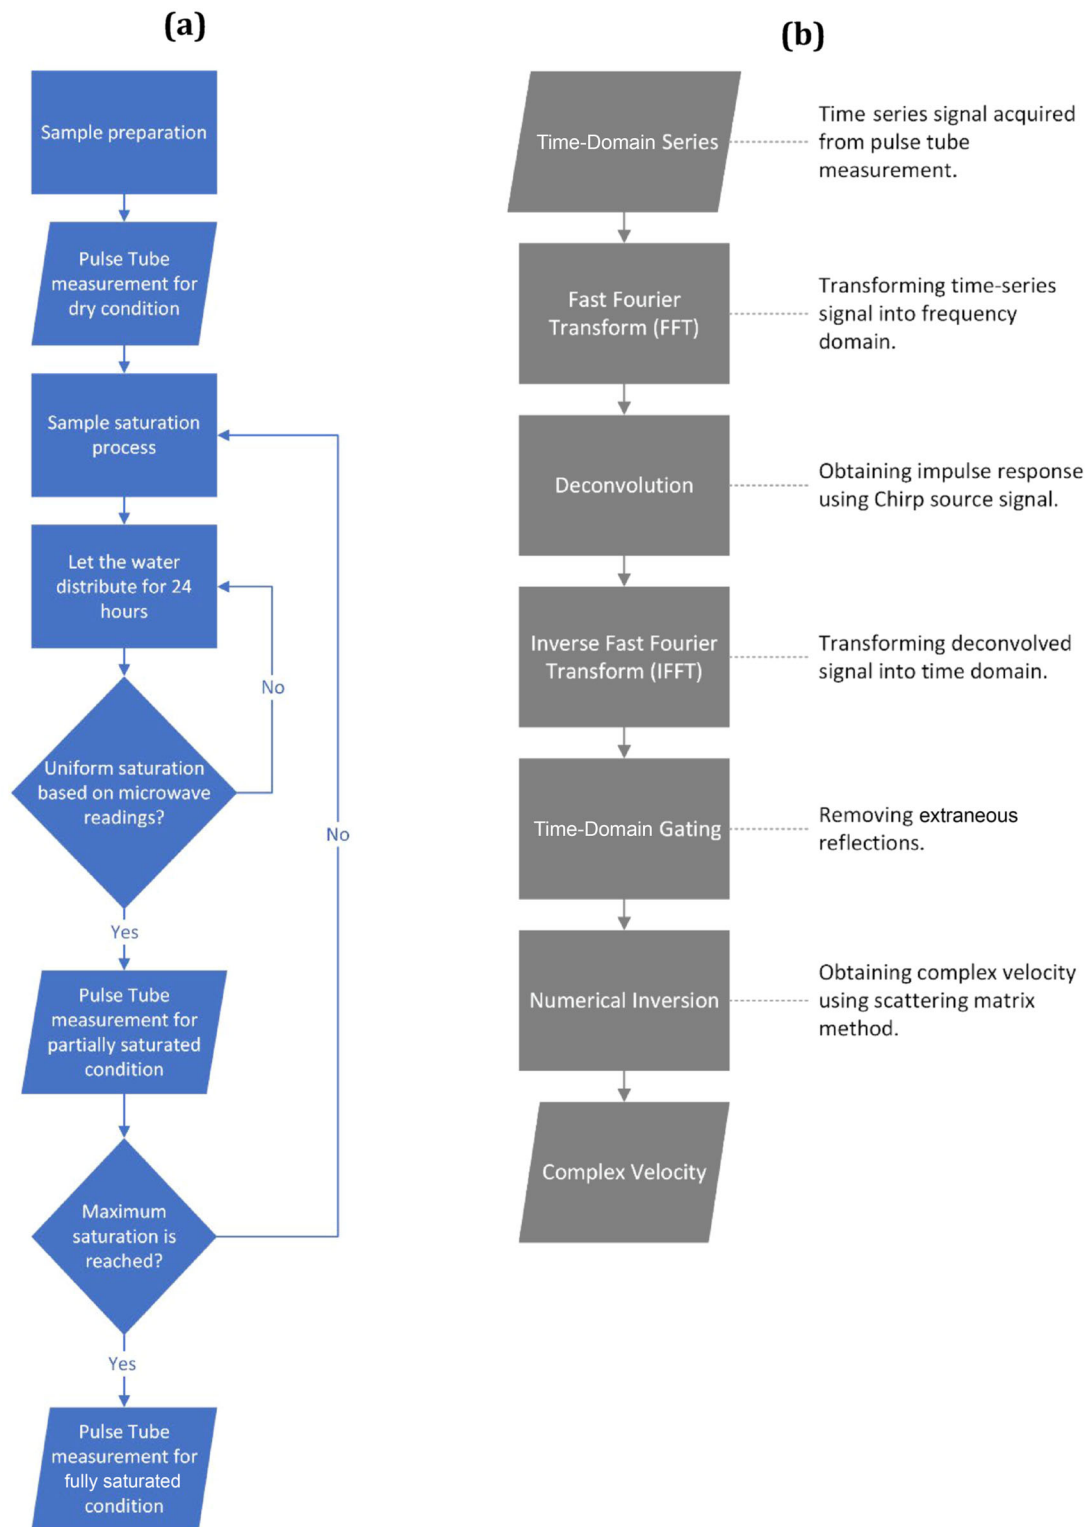 (a)
Sample preparation
Pulse Tube
measurement for
dry condition
Sample saturation
process
Let the water
distribute for 24
hours
No
Uniform saturation
based on microwave
readings?
No
Yes
Pulse Tube
measurement for
partially saturated
condition
Maximum
saturation is
reached?
Yes
Pulse Tube
measurement for
fully saturated
condition
(b)
Time-Domain Series
Time series signal acquired
from pulse tube
measurement.
Fast Fourier
Transform (FFT)
Transforming time-series
signal into frequency
domain.
Deconvolution
Obtaining impulse response
using Chirp source signal.
Inverse Fast Fourier
Transform (IFFT)
Transforming deconvolved
signal into time domain.
Time-Domain Gating
Removing extraneous
reflections.
Numerical Inversion
Obtaining complex velocity
using scattering matrix
method.
Complex Velocity